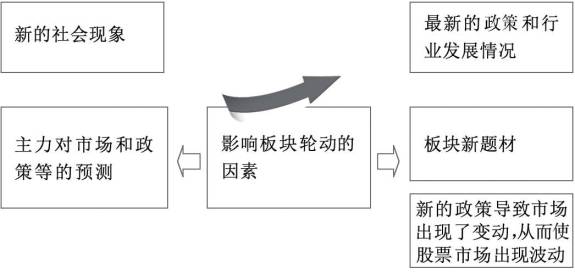 新的社会现象
最新的政策和行
业发展情况
主力对市场和政
策等的预测
影响板块轮动的
因素
板块新题材
新的政策导致市场
出现了变动,从而使
股票市场出现波动